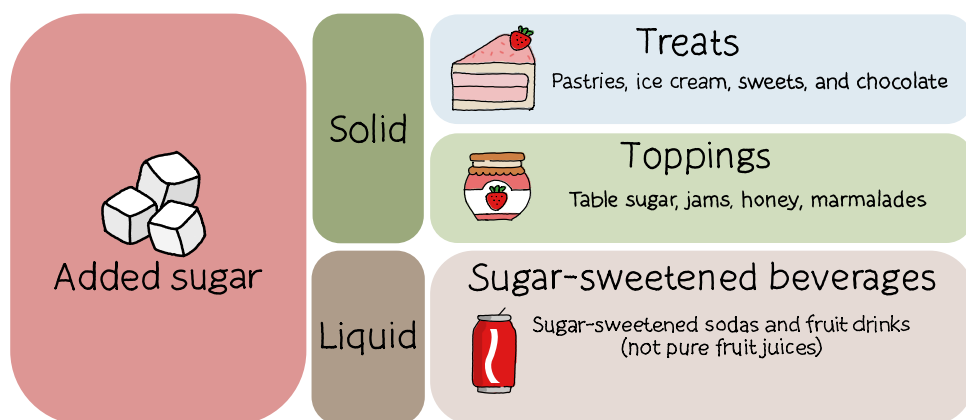 Added sugar
Solid
Treats
Pastries, ice cream, sweets, and chocolate
Toppings
Table sugar, jams, honey, marmalades
Liquid
Sugar-sweetened beverages
Sugar-sweetened sodas and fruit drinks
(not pure fruit juices)